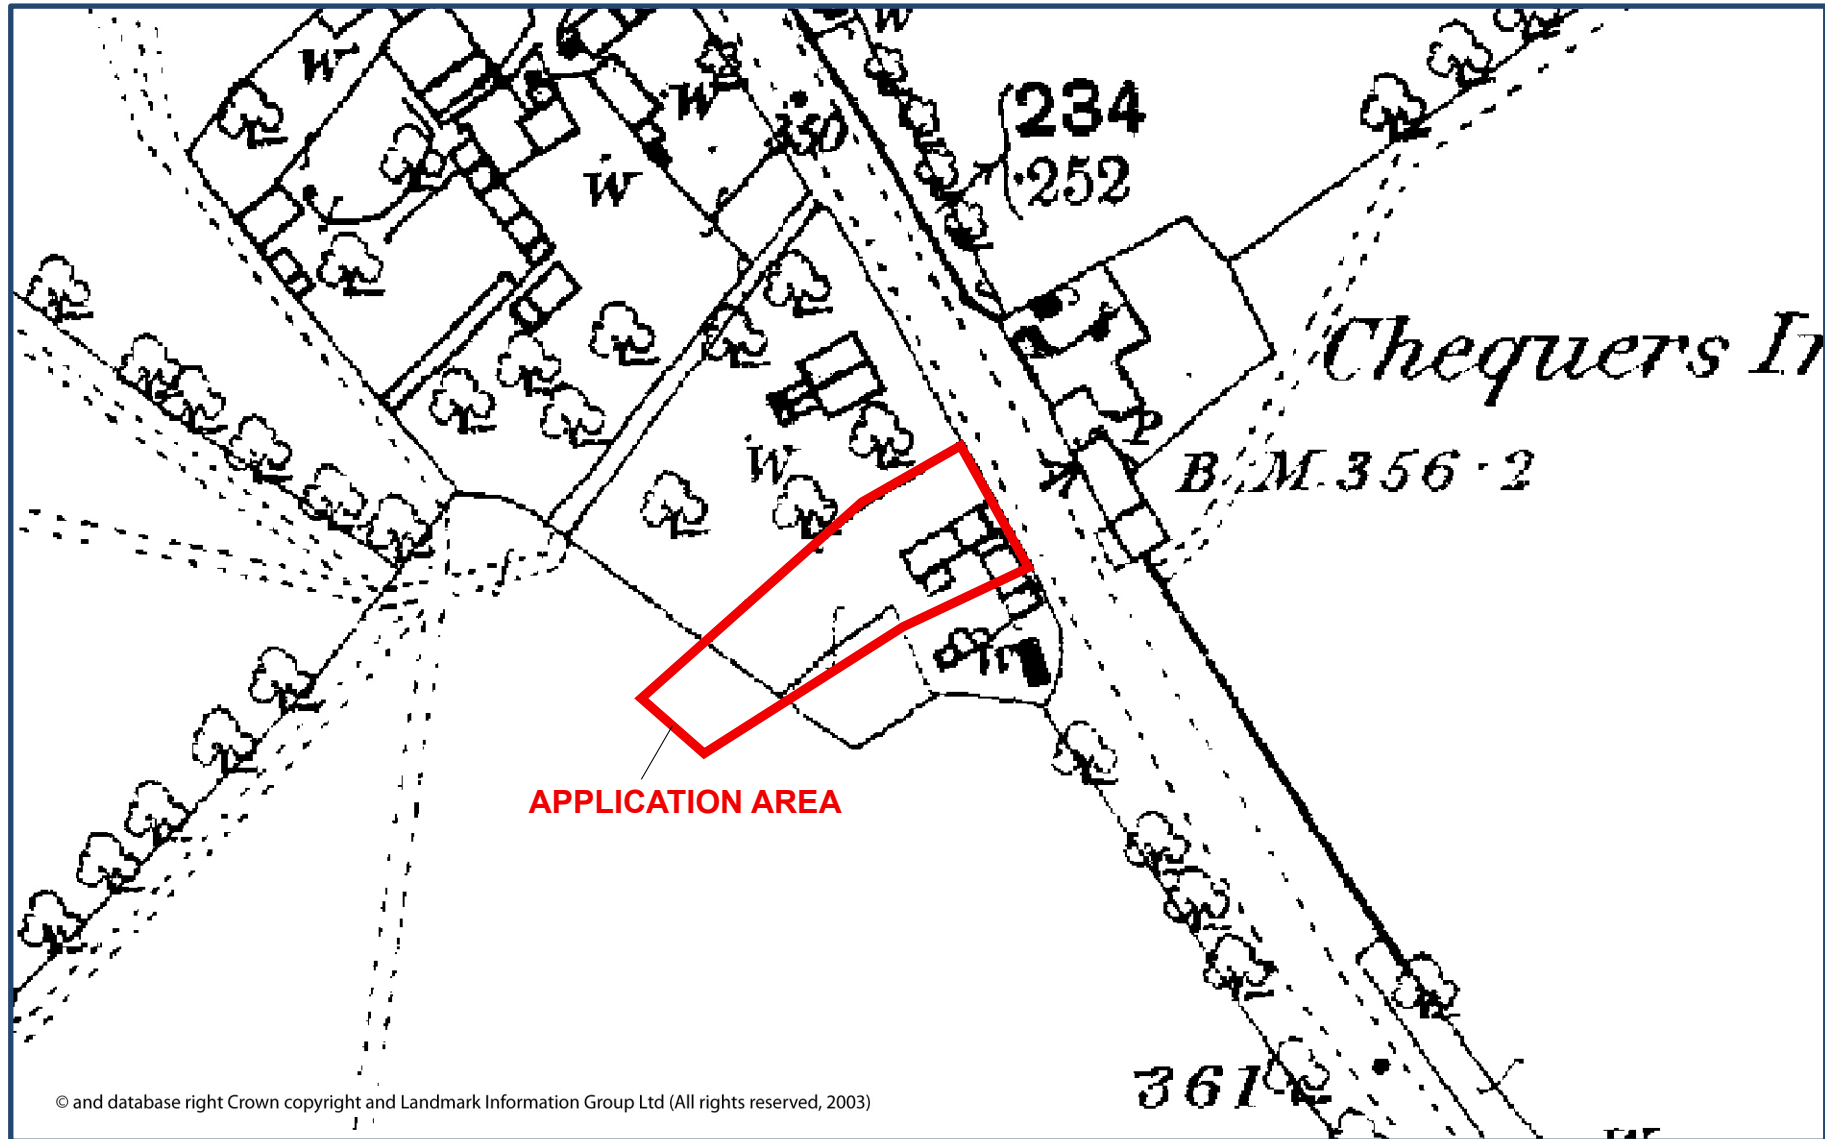 W
W
W
W
350
234
·252
Chequers In
P
B.M. 356·2
W
APPLICATION AREA
361
W
© and database right Crown copyright and Landmark Information Group Ltd (All rights reserved, 2003)